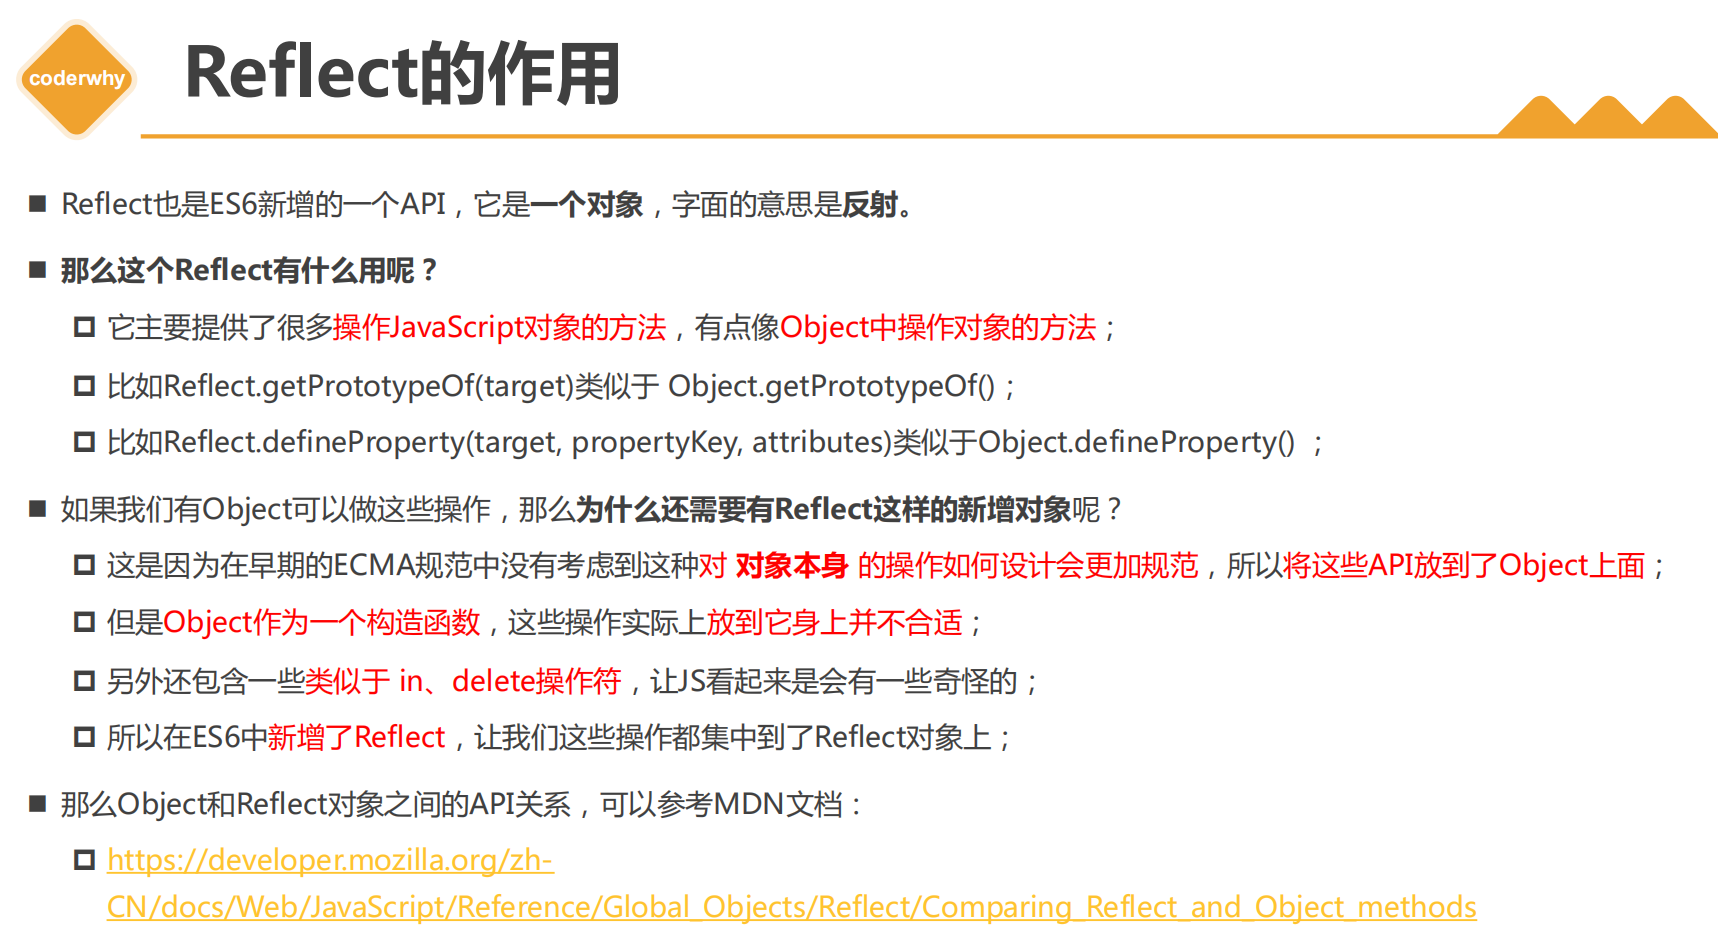 coderwhy
Reflect的作用
Reflect也是ES6新增的一个API，它是一个对象，字面的意思是反射。
那么这个Reflect有什么用呢？
它主要提供了很多操作JavaScript对象的方法，有点像Object中操作对象的方法；
比如Reflect.getPrototypeOf(target)类似于 Object.getPrototypeOf()；
比如Reflect.defineProperty(target, propertyKey, attributes)类似于Object.defineProperty() ；
如果我们有Object可以做这些操作，那么为什么还需要有Reflect这样的新增对象呢？
这是因为在早期的ECMA规范中没有考虑到这种对 对象本身 的操作如何设计会更加规范，所以将这些API放到了Object上面；
但是Object作为一个构造函数，这些操作实际上放到它身上并不合适；
另外还包含一些类似于 in、delete操作符，让JS看起来是会有一些奇怪的；
所以在ES6中新增了Reflect，让我们这些操作都集中到了Reflect对象上；
那么Object和Reflect对象之间的API关系，可以参考MDN文档：
https://developer.mozilla.org/zh-
CN/docs/Web/JavaScript/Reference/Global_Objects/Reflect/Comparing_Reflect_and_Object_methods